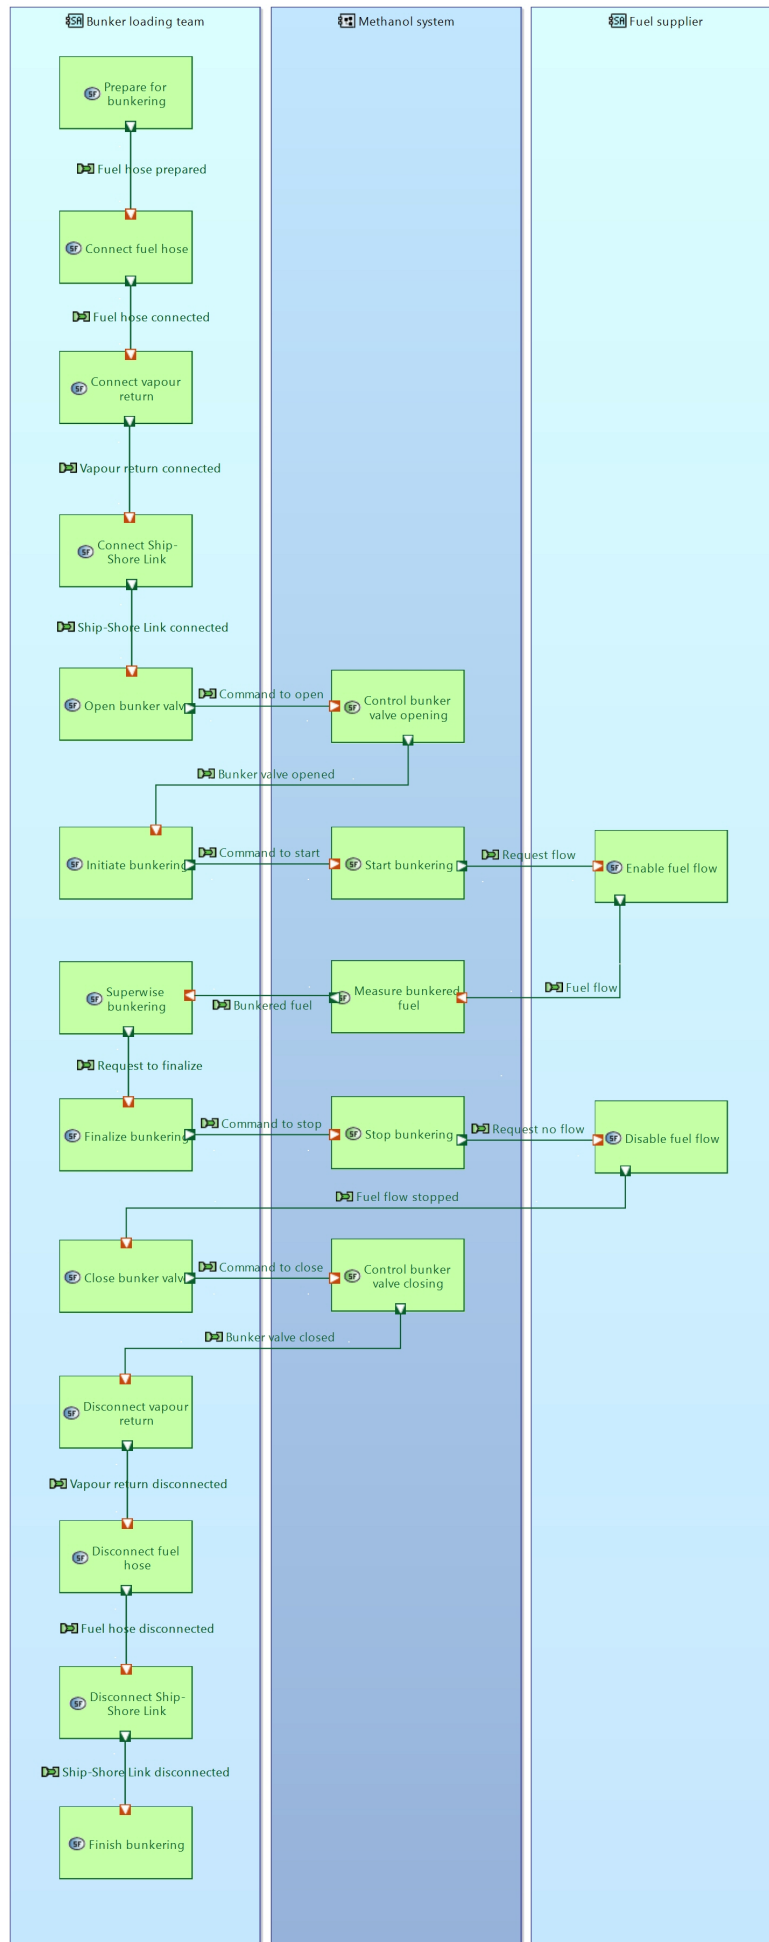 Bunker loading team
Methanol system
Fuel supplier
Prepare for
bunkering
Fuel hose prepared
Connect fuel hose
Fuel hose connected
Connect vapour
return
Vapour return connected
Connect Ship-
Shore Link
Ship-Shore Link connected
Open bunker valv
Command to open
Control bunker
valve opening
Bunker valve opened
Initiate bunkering
Command to start
Start bunkering
Request flow
Enable fuel flow
Fuel flow
Measure bunkered
fuel
Bunkered fuel
Superwise
bunkering
Request to finalize
Finalize bunkering
Command to stop
Stop bunkering
Request no flow
Disable fuel flow
Fuel flow stopped
Close bunker valv
Command to close
Control bunker
valve closing
Bunker valve closed
Disconnect vapour
return
Vapour return disconnected
Disconnect fuel
hose
Fuel hose disconnected
Disconnect Ship-
Shore Link
Ship-Shore Link disconnected
Finish bunkering